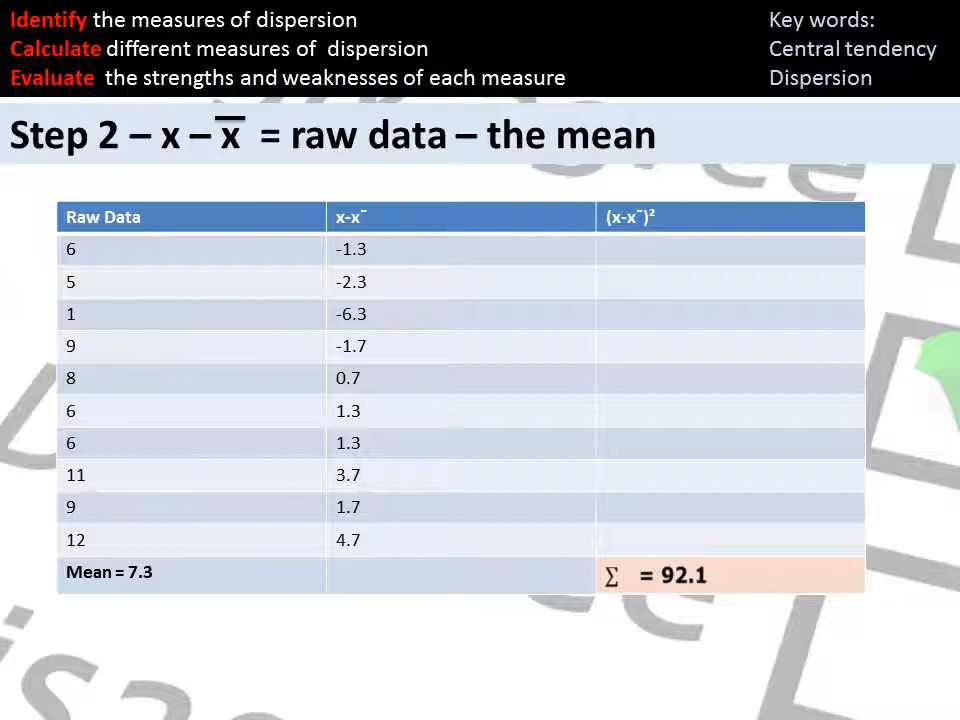 Identify the measures of dispersion
Calculate different measures of dispersion
Evaluate the strengths and weaknesses of each measure
Key words:
Central tendency
Dispersion
Step 2 – x – x̅ = raw data – the mean
Raw Data x-x¯ (x-x¯)²
6 -1.3
5 -2.3
1 -6.3
9 -1.7
8 0.7
6 1.3
6 1.3
11 3.7
9 1.7
12 4.7
Mean = 7.3 ∑ = 92.1